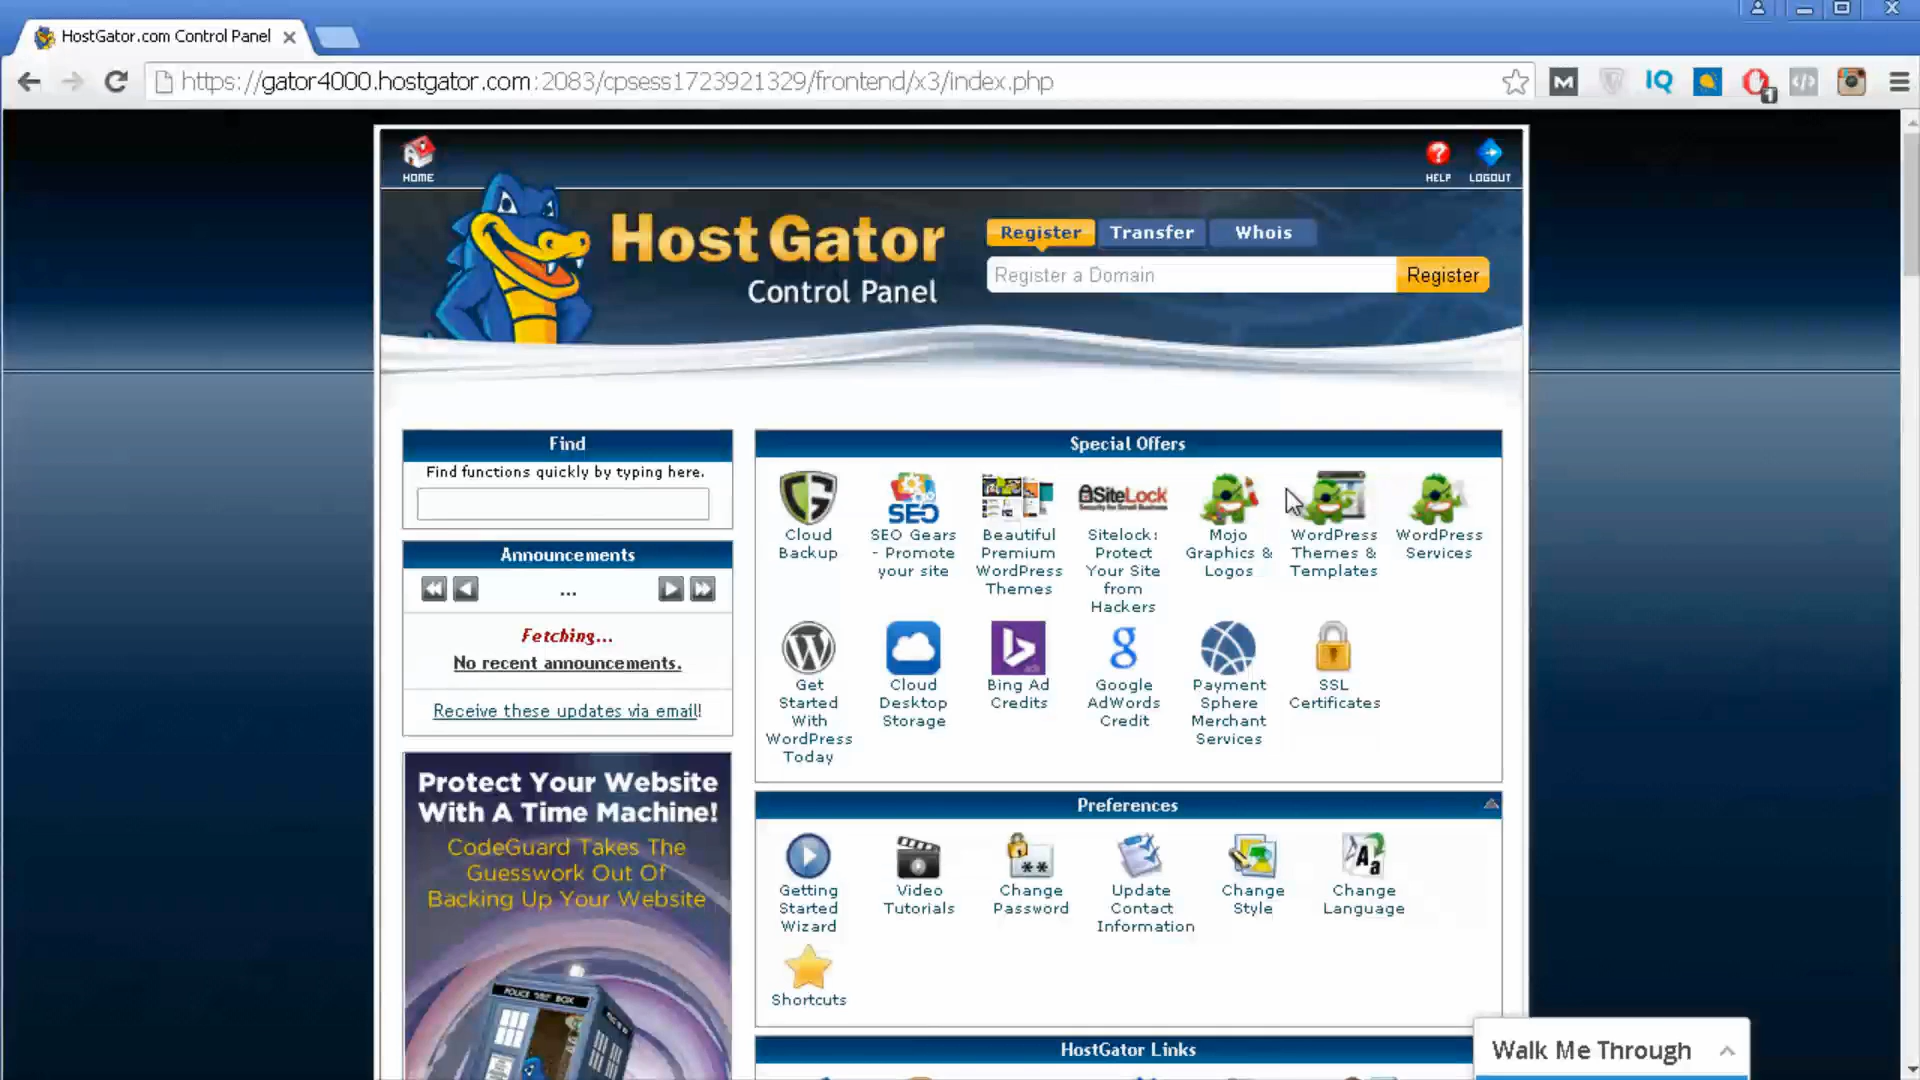 HostGator.com Control Panel
https://gator4000.hostgator.com:2083/cpsess1723921329/frontend/x3/index.php
HOME
HELP
LOGOUT
HostGator
Control Panel
Register
Transfer
Whois
Register a Domain
Register
Find
Find functions quickly by typing here.
Announcements
...
Fetching...
No recent announcements.
Receive these updates via email!
Protect Your Website
With A Time Machine!
CodeGuard Takes The
Guesswork Out Of
Backing Up Your Website
POLICE BOX
Special Offers
Cloud
Backup
SEO
SEO Gears
- Promote
your site
Beautiful
Premium
WordPress
Themes
SiteLock
Sitelock:
Protect
Your Site
from
Hackers
Mojo
Graphics &
Logos
WordPress
Themes &
Templates
WordPress
Services
Get
Started
With
WordPress
Today
Cloud
Desktop
Storage
Bing Ad
Credits
Google
AdWords
Credit
Payment
Sphere
Merchant
Services
SSL
Certificates
Preferences
Getting
Started
Wizard
Video
Tutorials
Change
Password
Update
Contact
Information
Change
Style
Change
Language
Shortcuts
HostGator Links
Walk Me Through